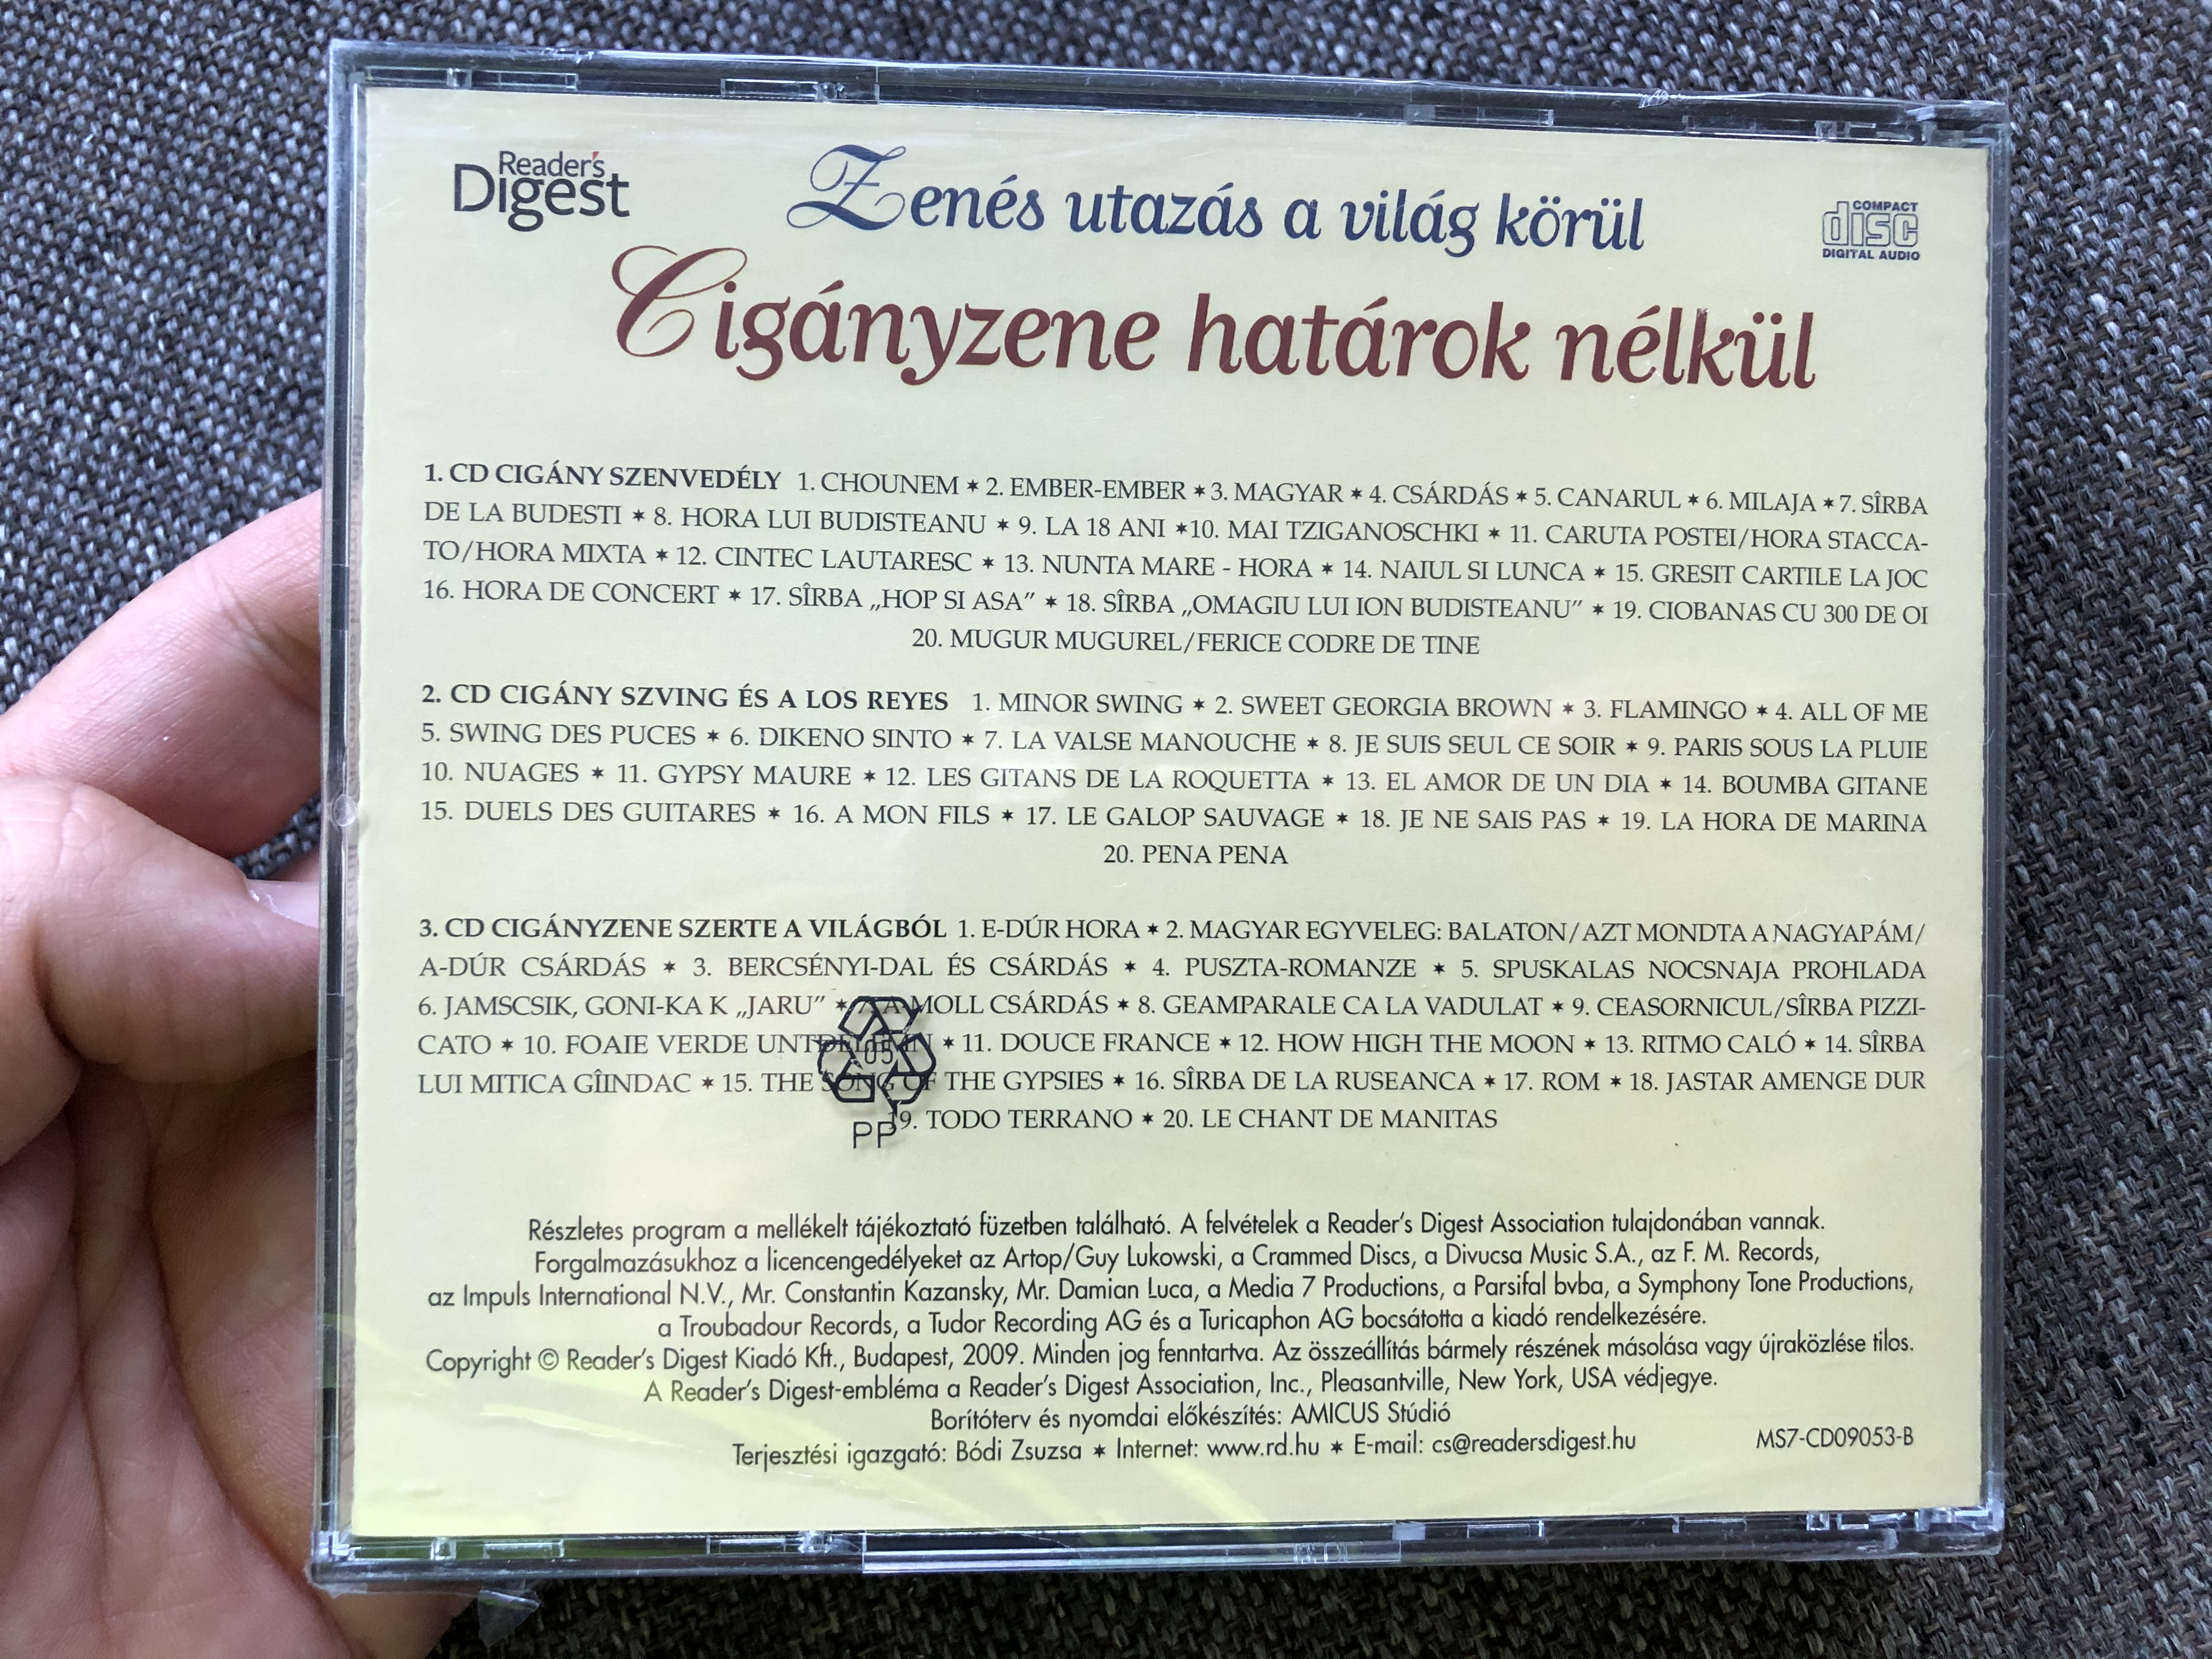 Reader's
Digest
Zenés utazás a világ körül
COMPACT
disc
DIGITAL AUDIO
Cigányzene határok nélkül
1. CD CIGÁNY SZENVEDÉLY 1. CHOUNEM ✶ 2. EMBER-EMBER ✶ 3. MAGYAR ✶ 4. CSÁRDÁS ✶ 5. CANARUL ✶ 6. MILAJA ✶ 7. SÎRBA
DE LA BUDESTI ✶ 8. HORA LUI BUDISTEANU ✶ 9. LA 18 ANI ✶10. MAI TZIGANOSCHKI ✶ 11. CARUTA POSTEI/HORA STACCA-
TO/HORA MIXTA ✶ 12. CINTEC LAUTARESC ✶ 13. NUNTA MARE - HORA ✶ 14. NAIUL SI LUNCA ✶ 15. GRESIT CARTILE LA JOC
16. HORA DE CONCERT ✶ 17. SÎRBA „HOP SI ASA” ✶ 18. SÎRBA „OMAGIU LUI ION BUDISTEANU” ✶ 19. CIOBANAS CU 300 DE OI
20. MUGUR MUGUREL/FERICE CODRE DE TINE
2. CD CIGÁNY SZVING ÉS A LOS REYES 1. MINOR SWING ✶ 2. SWEET GEORGIA BROWN ✶ 3. FLAMINGO ✶ 4. ALL OF ME
5. SWING DES PUCES ✶ 6. DIKENO SINTO ✶ 7. LA VALSE MANOUCHE ✶ 8. JE SUIS SEUL CE SOIR ✶ 9. PARIS SOUS LA PLUIE
10. NUAGES ✶ 11. GYPSY MAURE ✶ 12. LES GITANS DE LA ROQUETTA ✶ 13. EL AMOR DE UN DIA ✶ 14. BOUMBA GITANE
15. DUELS DES GUITARES ✶ 16. A MON FILS ✶ 17. LE GALOP SAUVAGE ✶ 18. JE NE SAIS PAS ✶ 19. LA HORA DE MARINA
20. PENA PENA
3. CD CIGÁNYZENE SZERTE A VILÁGBÓL 1. E-DÚR HORA ✶ 2. MAGYAR EGYVELEG: BALATON/AZT MONDTA A NAGYAPÁM/
A-DÚR CSÁRDÁS ✶ 3. BERCSÉNYI-DAL ÉS CSÁRDÁS ✶ 4. PUSZTA-ROMANZE ✶ 5. SPUSKALAS NOCSNAJA PROHLADA
6. JAMSCSIK, GONI-KA K „JARU” ✶ 7. A-MOLL CSÁRDÁS ✶ 8. GEAMPARALE CA LA VADULAT ✶ 9. CEASORNICUL/SÎRBA PIZZI-
CATO ✶ 10. FOAIE VERDE ✶ 11. DOUCE FRANCE ✶ 12. HOW HIGH THE MOON ✶ 13. RITMO CALÓ ✶ 14. SÎRBA
LUI MITICA GÎINDAC ✶ 15. THE SONG OF THE GYPSIES ✶ 16. SÎRBA DE LA RUSEANCA ✶ 17. ROM ✶ 18. JASTAR AMENGE DUR
19. TODO TERRANO ✶ 20. LE CHANT DE MANITAS
05
PP
Részletes program a mellékelt tájékoztató füzetben található. A felvételek a Reader's Digest Association tulajdonában vannak.
Forgalmazásukhoz a licencengedélyeket az Artop/Guy Lukowski, a Crammed Discs, a Divucsa Music S.A., az F. M. Records,
az Impuls International N.V., Mr. Constantin Kazansky, Mr. Damian Luca, a Media 7 Productions, a Parsifal bvba, a Symphony Tone Productions,
a Troubadour Records, a Tudor Recording AG és a Turicaphon AG bocsátotta a kiadó rendelkezésére.
Copyright © Reader's Digest Kiadó Kft., Budapest, 2009. Minden jog fenntartva. Az összeállítás bármely részének másolása vagy újraközlése tilos.
A Reader's Digest-embléma a Reader's Digest Association, Inc., Pleasantville, New York, USA védjegye.
Borítóterv és nyomdai előkészítés: AMICUS Stúdió
Terjesztési igazgató: Bódi Zsuzsa ✶ Internet: www.rd.hu ✶ E-mail: cs@readersdigest.hu
MS7-CD09053-B